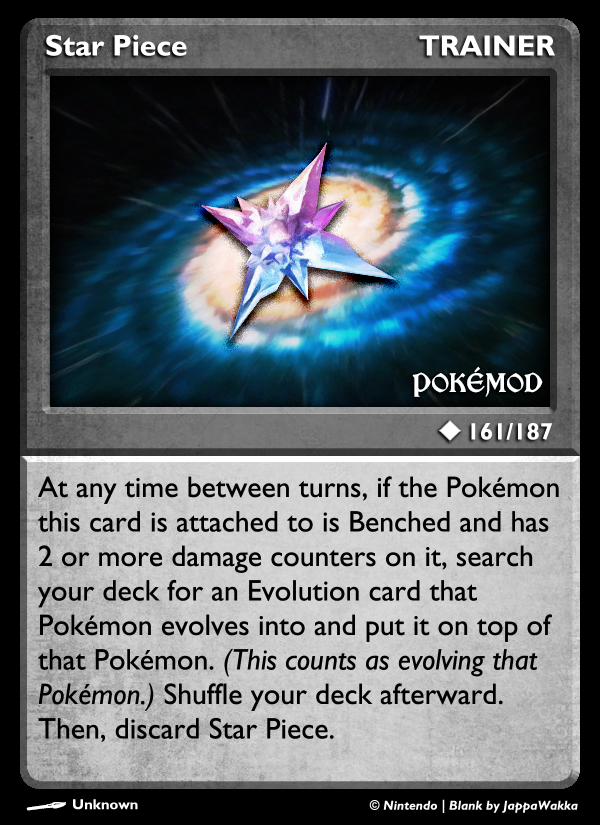 Star Piece TRAINER
POKÉMOD
161/187
At any time between turns, if the Pokémon
this card is attached to is Benched and has
2 or more damage counters on it, search
your deck for an Evolution card that
Pokémon evolves into and put it on top of
that Pokémon. (This counts as evolving that
Pokémon.) Shuffle your deck afterward.
Then, discard Star Piece.
Unknown © Nintendo | Blank by JappaWakka